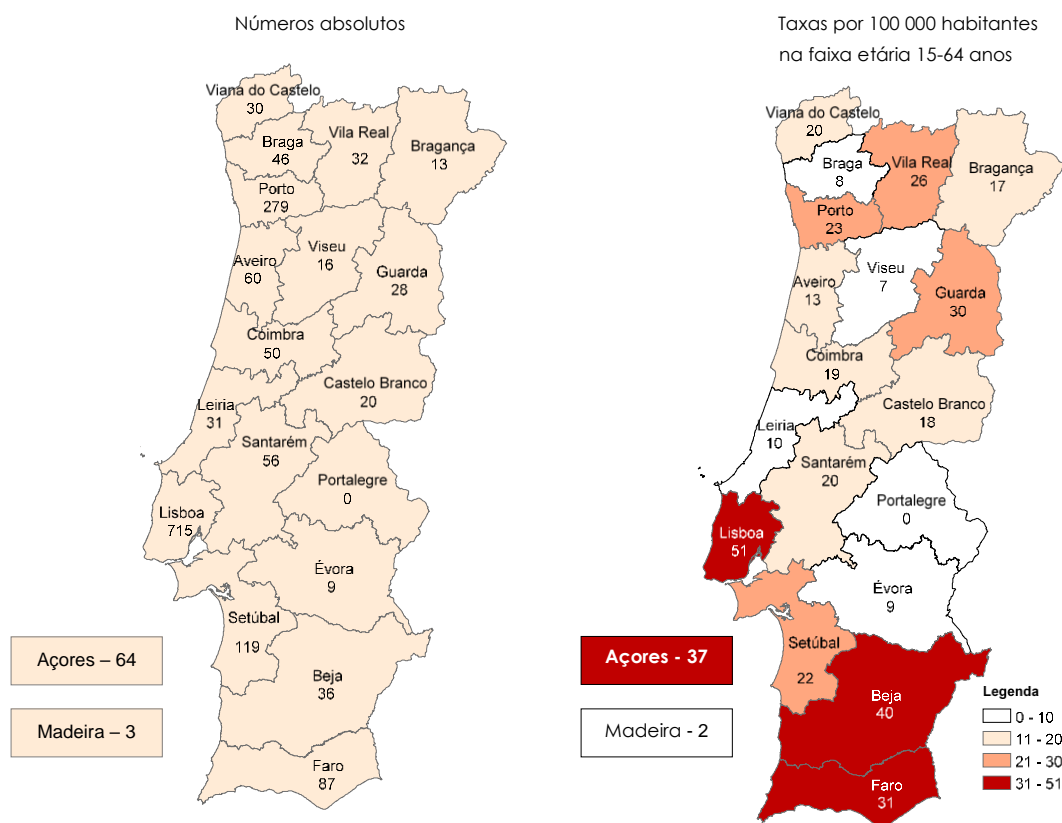 Números absolutos
Viana do Castelo
30
Braga
46
Vila Real
32
Bragança
13
Porto
279
Aveiro
60
Viseu
16
Guarda
28
Coimbra
50
Castelo Branco
20
Leiria
31
Santarém
56
Portalegre
0
Lisboa
715
Évora
9
Setúbal
119
Beja
36
Faro
87
Açores – 64
Madeira – 3
Taxas por 100 000 habitantes
na faixa etária 15-64 anos
Viana do Castelo
20
Braga
8
Vila Real
26
Bragança
17
Porto
23
Aveiro
13
Viseu
7
Guarda
30
Coimbra
19
Castelo Branco
18
Leiria
10
Santarém
20
Portalegre
0
Lisboa
51
Évora
9
Setúbal
22
Beja
40
Faro
31
Açores - 37
Madeira - 2
Legenda
0 - 10
11 - 20
21 - 30
31 - 51